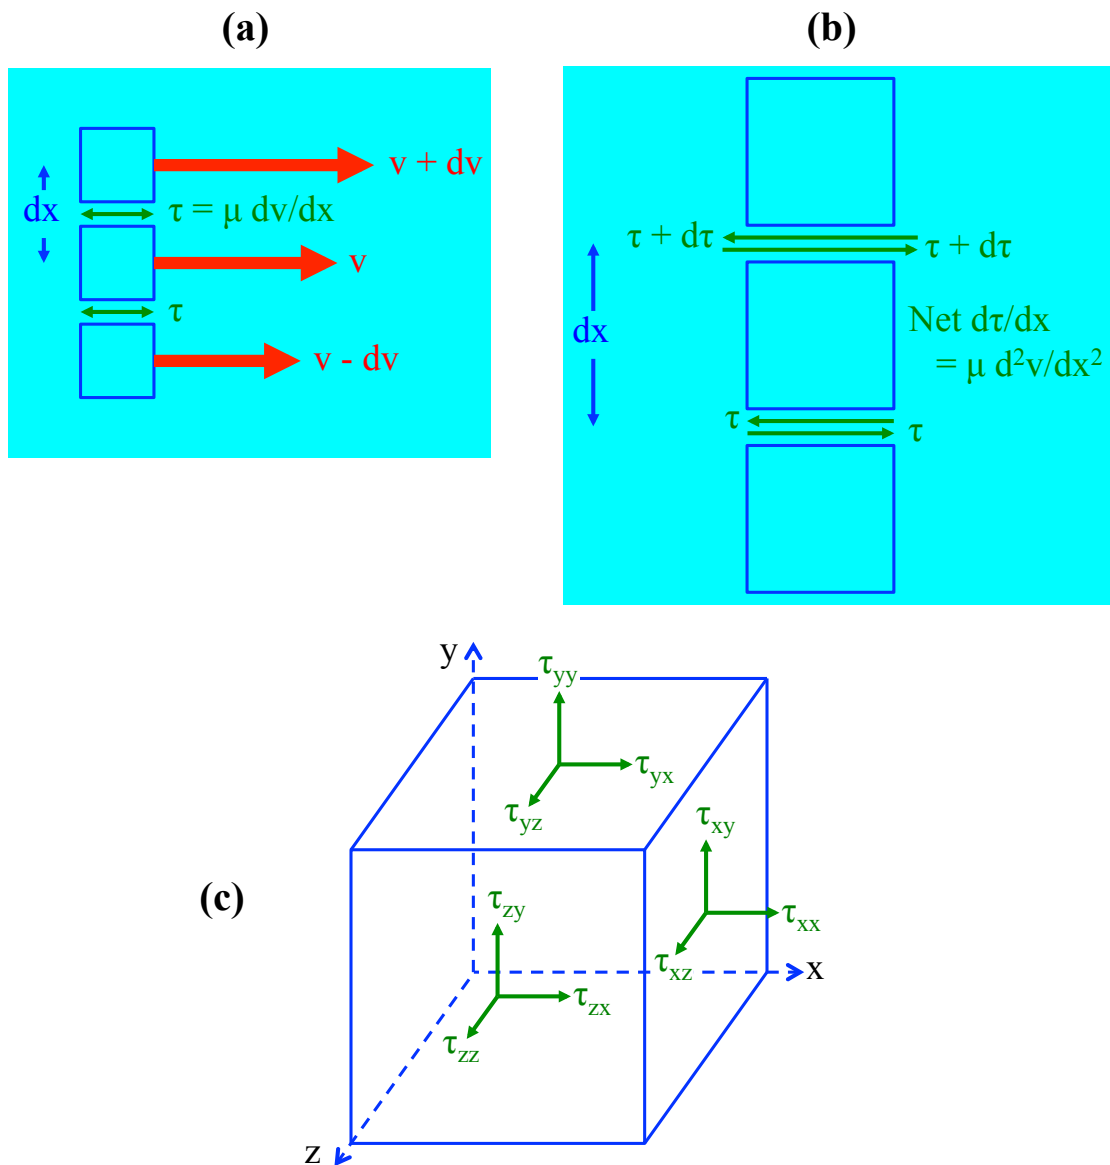 (a)
v + dv
dx
τ = μ dv/dx
v
τ
v - dv
(b)
τ + dτ
τ + dτ
dx
Net dτ/dx
= μ d²v/dx²
τ
τ
(c)
y
τyy
τyx
τyz
τxy
τxx
τxz
τzy
τzx
τzz
x
z